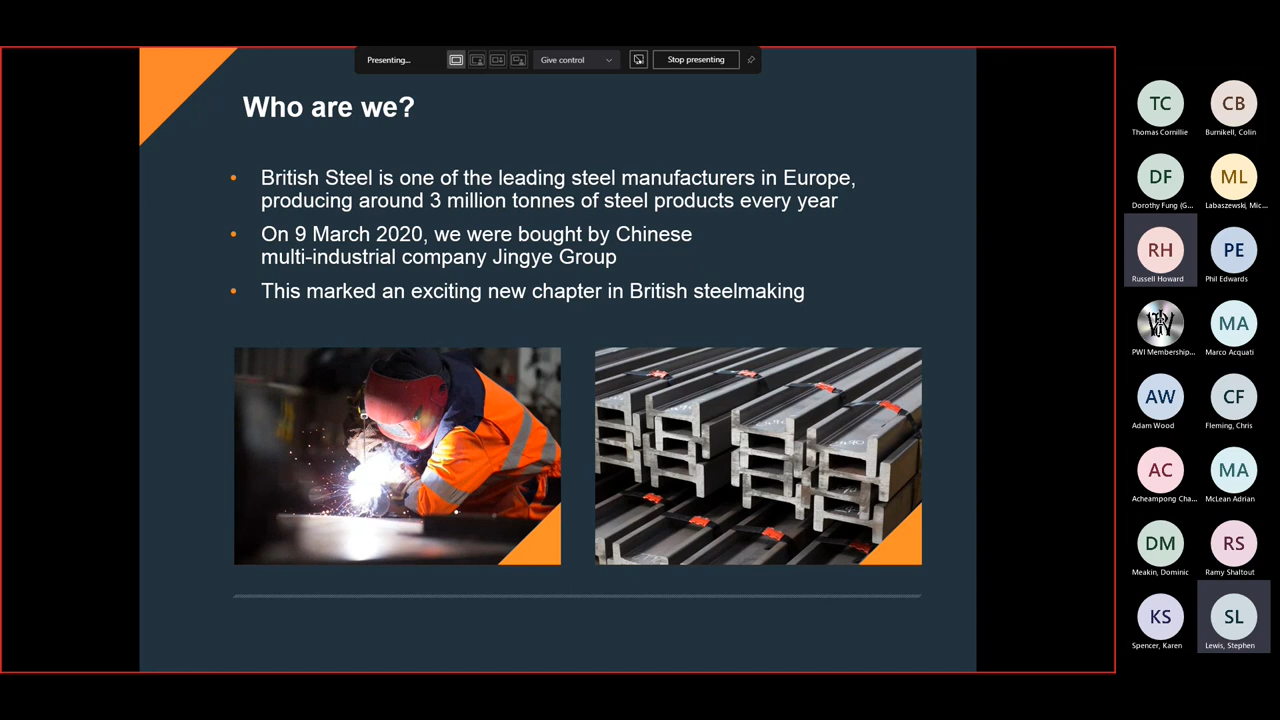 Presenting...
Give control
Stop presenting
Who are we?
• British Steel is one of the leading steel manufacturers in Europe,
producing around 3 million tonnes of steel products every year
• On 9 March 2020, we were bought by Chinese
multi-industrial company Jingye Group
• This marked an exciting new chapter in British steelmaking
TC CB
Thomas Cornillie Burnikell, Colin
DF ML
Dorothy Fung (G... Labaszewski, Mic...
RH PE
Russell Howard Phil Edwards
MA
PWI Membership... Marco Acquati
AW CF
Adam Wood Fleming, Chris
AC MA
Acheampong Cha... McLean Adrian
DM RS
Meakin, Dominic Ramy Shaltout
KS SL
Spencer, Karen Lewis, Stephen